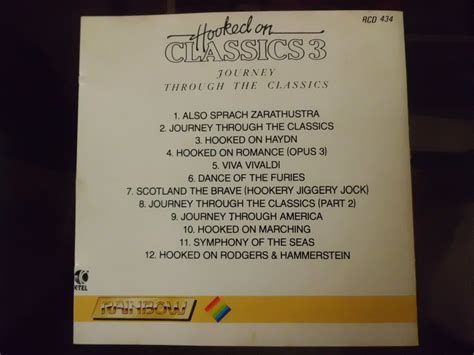 Hooked on
RCD 434
CLASSICS 3
JOURNEY
THROUGH THE CLASSICS
1. ALSO SPRACH ZARATHUSTRA
2. JOURNEY THROUGH THE CLASSICS
3. HOOKED ON HAYDN
4. HOOKED ON ROMANCE (OPUS 3)
5. VIVA VIVALDI
6. DANCE OF THE FURIES
7. SCOTLAND THE BRAVE (HOOKERY JIGGERY JOCK)
8. JOURNEY THROUGH THE CLASSICS (PART 2)
9. JOURNEY THROUGH AMERICA
10. HOOKED ON MARCHING
11. SYMPHONY OF THE SEAS
12. HOOKED ON RODGERS & HAMMERSTEIN
K
TEL
RAINBOW